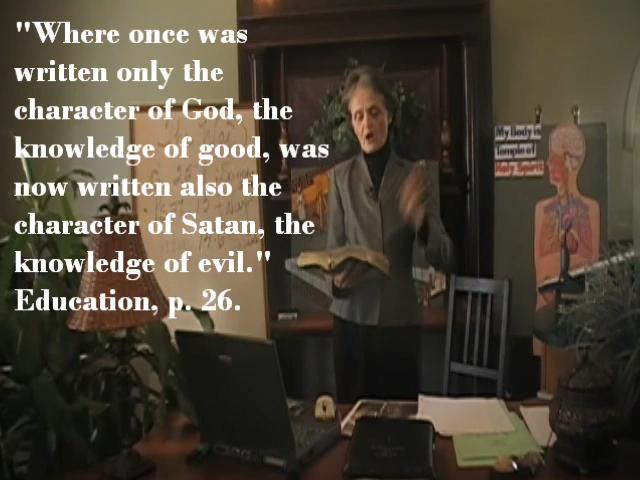 "Where once was
written only the
character of God, the
knowledge of good, was
now written also the
character of Satan, the
knowledge of evil."
Education, p. 26.
My Body is
Temple of
Holy Spirit